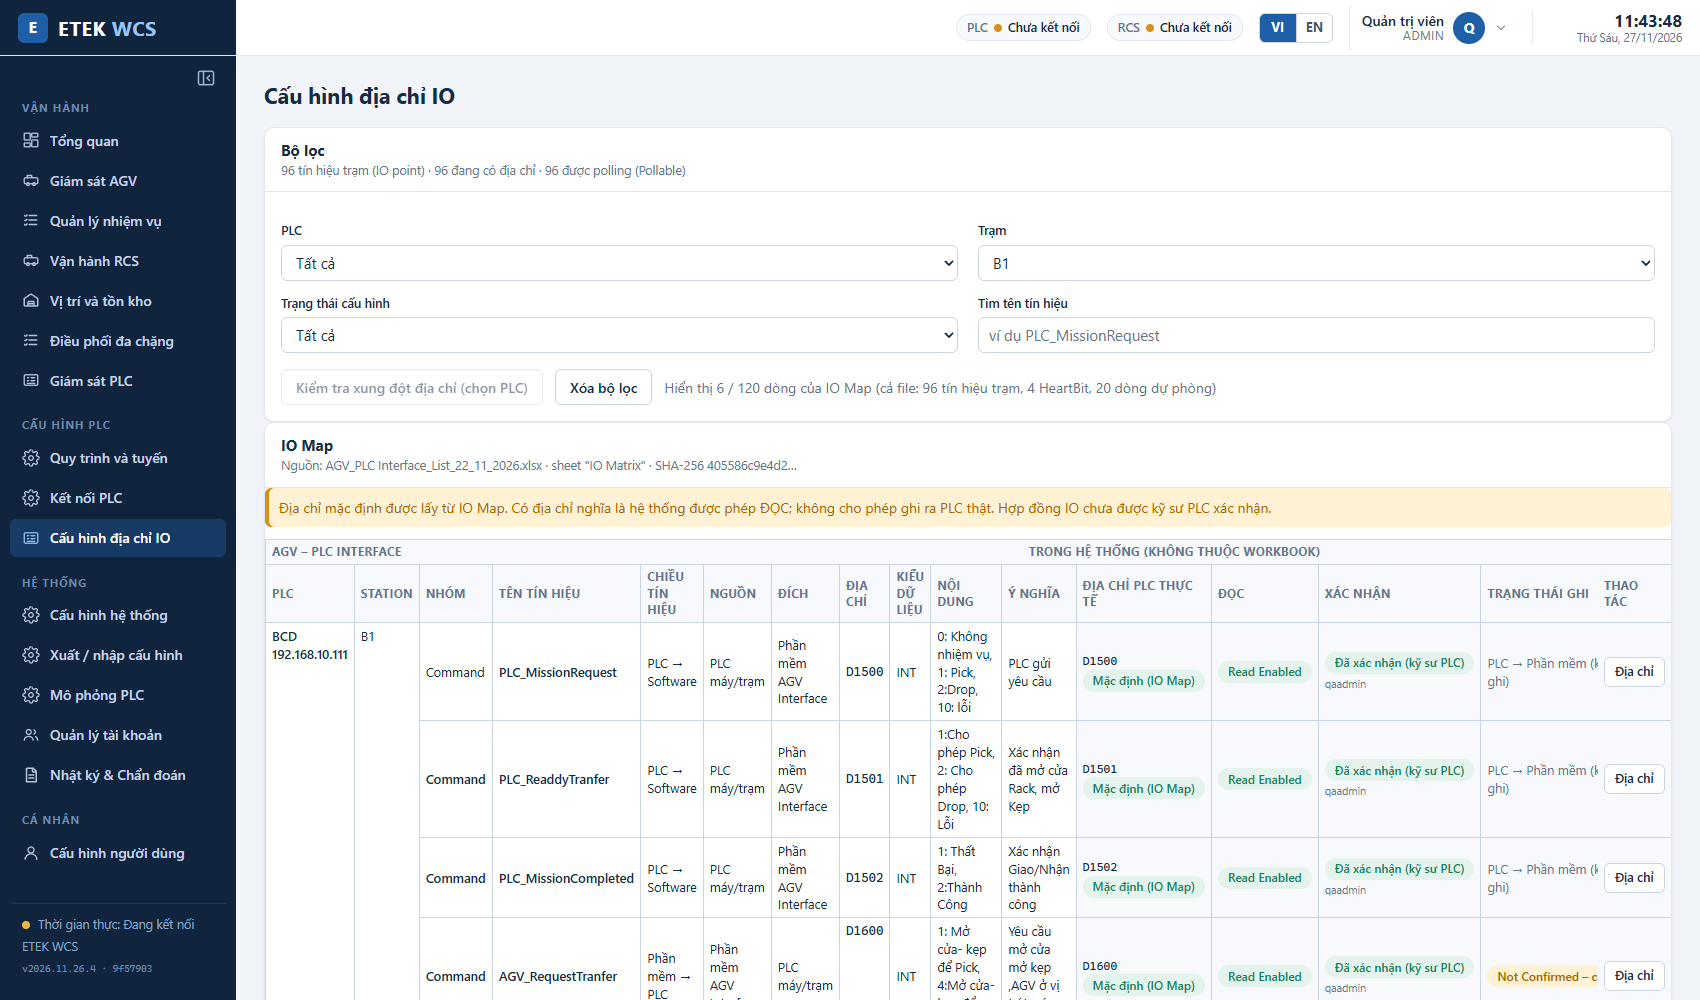 E ETEK WCS
PLC Chưa kết nối
RCS Chưa kết nối
VI EN
Quản trị viên
ADMIN
Q
11:43:48
Thứ Sáu, 27/11/2026
VẬN HÀNH
Tổng quan
Giám sát AGV
Quản lý nhiệm vụ
Vận hành RCS
Vị trí và tồn kho
Điều phối đa chặng
Giám sát PLC
CẤU HÌNH PLC
Quy trình và tuyến
Kết nối PLC
Cấu hình địa chỉ IO
HỆ THỐNG
Cấu hình hệ thống
Xuất / nhập cấu hình
Mô phỏng PLC
Quản lý tài khoản
Nhật ký & Chẩn đoán
CÁ NHÂN
Cấu hình người dùng
Thời gian thực: Đang kết nối
ETEK WCS
v2026.11.26.4 · 9f57903
Cấu hình địa chỉ IO
Bộ lọc
96 tín hiệu trạm (IO point) · 96 đang có địa chỉ · 96 được polling (Pollable)
PLC
Tất cả
Trạm
B1
Trạng thái cấu hình
Tất cả
Tìm tên tín hiệu
ví dụ PLC_MissionRequest
Kiểm tra xung đột địa chỉ (chọn PLC)
Xóa bộ lọc
Hiển thị 6 / 120 dòng của IO Map (cả file: 96 tín hiệu trạm, 4 HeartBit, 20 dòng dự phòng)
IO Map
Nguồn: AGV_PLC Interface_List_22_11_2026.xlsx · sheet "IO Matrix" · SHA-256 405586c9e4d2...
Địa chỉ mặc định được lấy từ IO Map. Có địa chỉ nghĩa là hệ thống được phép ĐỌC; không cho phép ghi ra PLC thật. Hợp đồng IO chưa được kỹ sư PLC xác nhận.
AGV – PLC INTERFACE
TRONG HỆ THỐNG (KHÔNG THUỘC WORKBOOK)
PLC
STATION
NHÓM
TÊN TÍN HIỆU
CHIỀU
TÍN
HIỆU
NGUỒN
ĐÍCH
ĐỊA
CHỈ
KIỂU
DỮ
LIỆU
NỘI
DUNG
Ý NGHĨA
ĐỊA CHỈ PLC THỰC
TẾ
ĐỌC
XÁC NHẬN
TRẠNG THÁI GHI
THAO
TÁC
BCD
192.168.10.111
B1
Command
PLC_MissionRequest
PLC →
Software
PLC
máy/trạm
Phần
mềm
AGV
Interface
D1500
INT
0: Không
nhiệm vụ,
1: Pick,
2:Drop,
10: lỗi
PLC gửi
yêu cầu
D1500
Mặc định (IO Map)
Read Enabled
Đã xác nhận (kỹ sư PLC)
qaadmin
PLC → Phần mềm (k
ghi)
Địa chỉ
Command
PLC_ReaddyTranfer
PLC →
Software
PLC
máy/trạm
Phần
mềm
AGV
Interface
D1501
INT
1:Cho
phép Pick,
2: Cho
phép
Drop, 10:
Lỗi
Xác nhận
đã mở cửa
Rack, mở
Kẹp
D1501
Mặc định (IO Map)
Read Enabled
Đã xác nhận (kỹ sư PLC)
qaadmin
PLC → Phần mềm (k
ghi)
Địa chỉ
Command
PLC_MissionCompleted
PLC →
Software
PLC
máy/trạm
Phần
mềm
AGV
Interface
D1502
INT
1: Thất
Bại,
2:Thành
Công
Xác nhận
Giao/Nhận
thành
công
D1502
Mặc định (IO Map)
Read Enabled
Đã xác nhận (kỹ sư PLC)
qaadmin
PLC → Phần mềm (k
ghi)
Địa chỉ
Command
AGV_RequestTranfer
Phần
mềm →
PLC
Phần
mềm
AGV
PLC
máy/trạm
D1600
INT
1: Mở
cửa- kẹp
để Pick,
4:Mở cửa-
Yêu cầu
mở cửa
mở kẹp
,AGV ở vị
D1600
Mặc định (IO Map)
Read Enabled
Đã xác nhận (kỹ sư PLC)
qaadmin
Not Confirmed – c
Địa chỉ